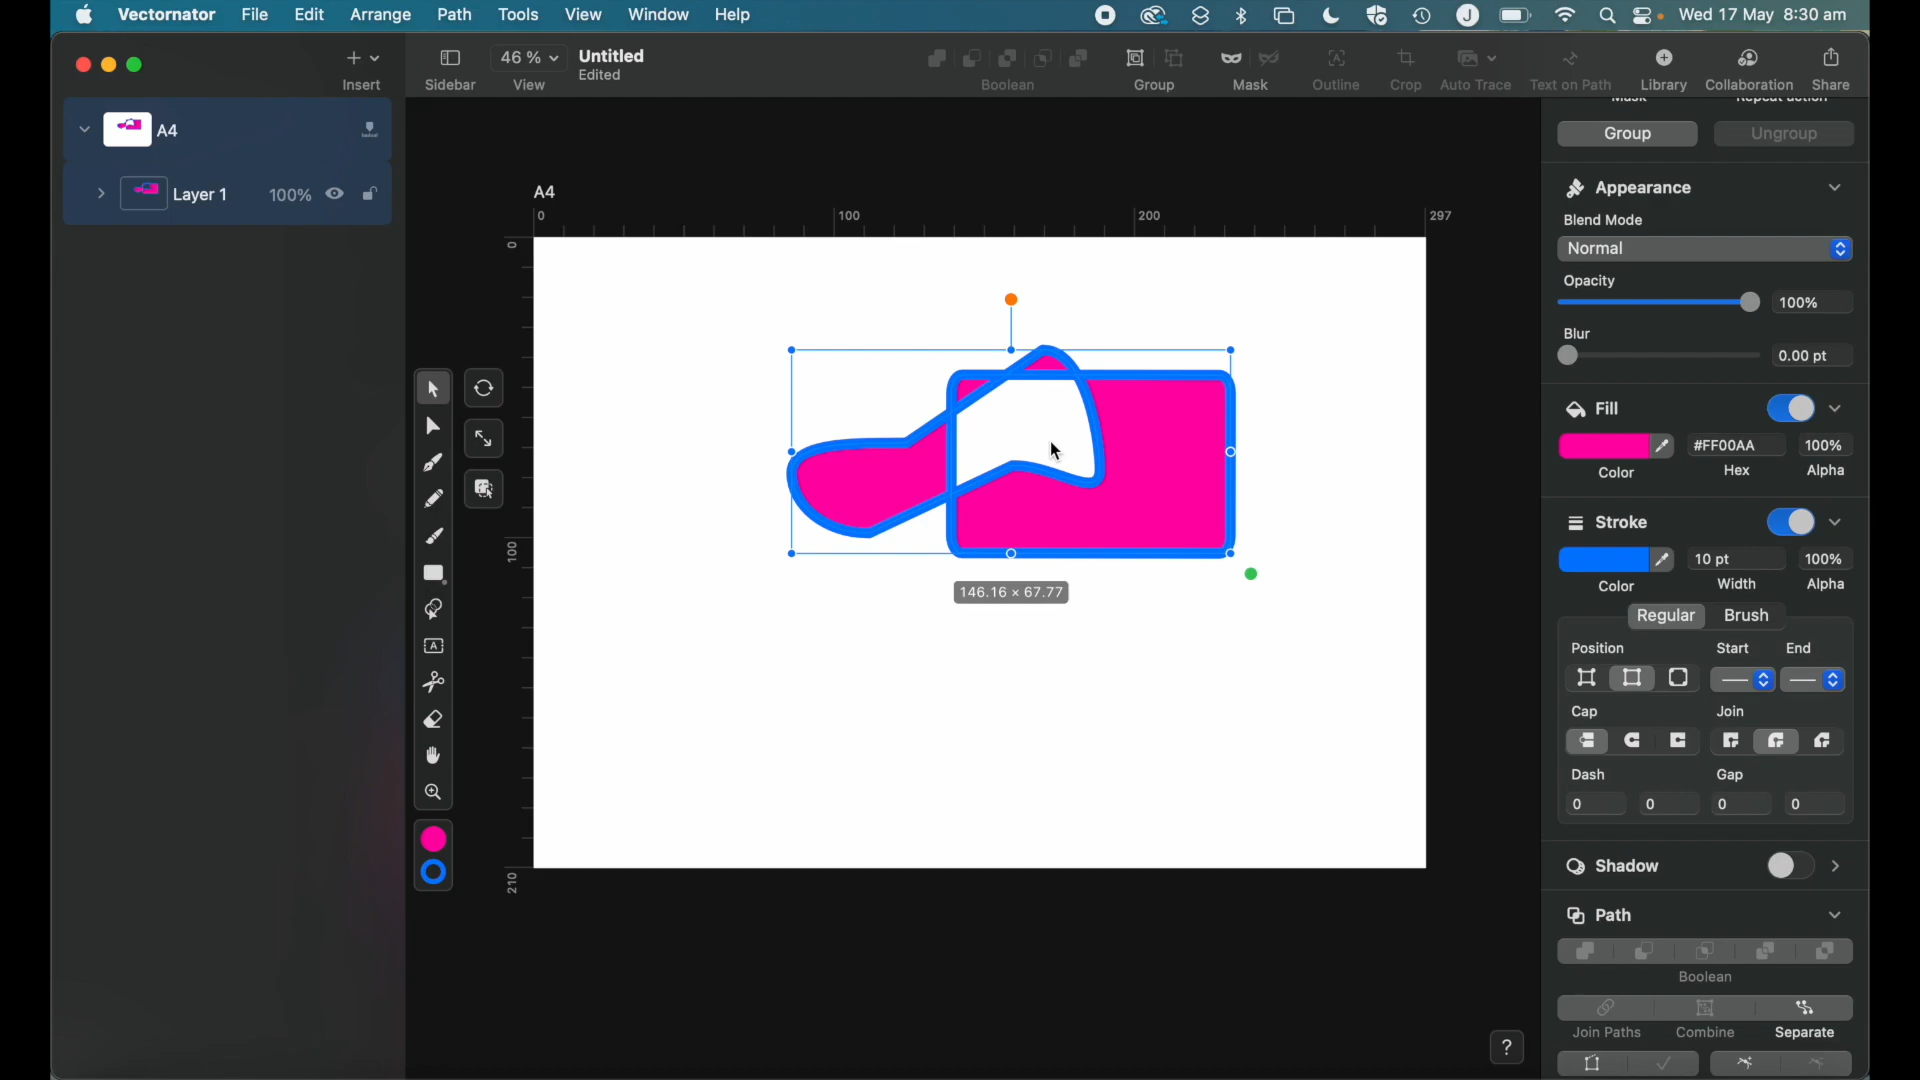 Vectornator File Edit Arrange Path Tools View Window Help J Wed 17 May 8:30 am
Insert
Sidebar
46 %
View
Untitled
Edited
Boolean
Group
Mask
Outline
Crop
Auto Trace
Text on Path
Library
Collaboration
Share
A4
Layer 1 100%
A4
0 100 200 297
0
100
210
146.16 × 67.77
A
?
Mask Repeat action
Group Ungroup
Appearance
Blend Mode
Normal
Opacity
100%
Blur
0.00 pt
Fill
#FF00AA 100%
Color Hex Alpha
Stroke
10 pt 100%
Color Width Alpha
Regular Brush
Position Start End
Cap Join
Dash Gap
0 0 0 0
Shadow
Path
Boolean
Join Paths Combine Separate